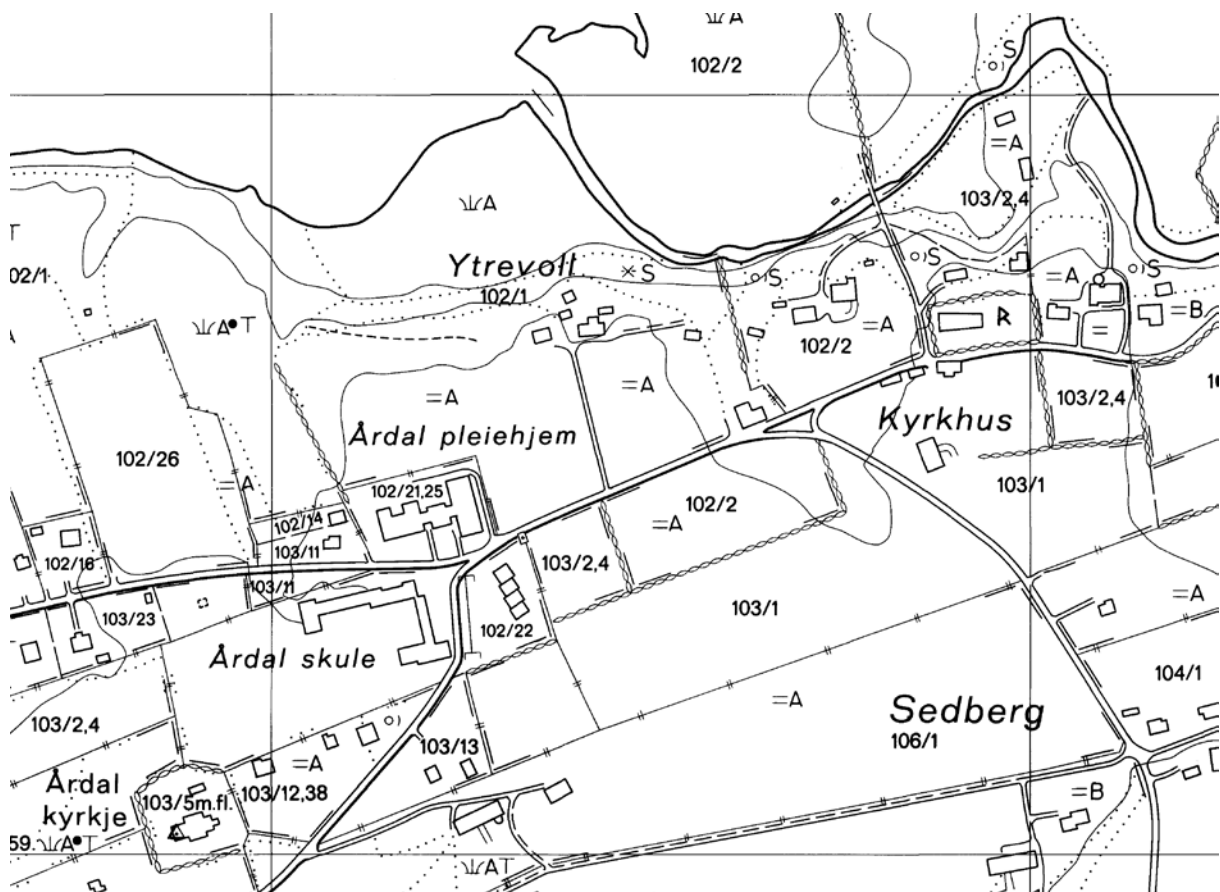 A
102/2
S
=A
103/2,4
A
T
02/1
Ytrevoll
102/1
S
S
S
S
=A
=B
A•T
A
=A
102/2
R
=
=A
=A
103/2,4
Kyrkhus
Årdal pleiehjem
102/26
=A
102/21,25
103/1
102/2
=A
102/14
103/11
102/16
103/11
103/2,4
103/1
=A
103/23
102/22
Årdal skule
104/1
=A
Sedberg
106/1
103/2,4
103/13
=A
Årdal
kyrkje
103/5m.fl.
103/12,38
=B
59.
A•T
AT